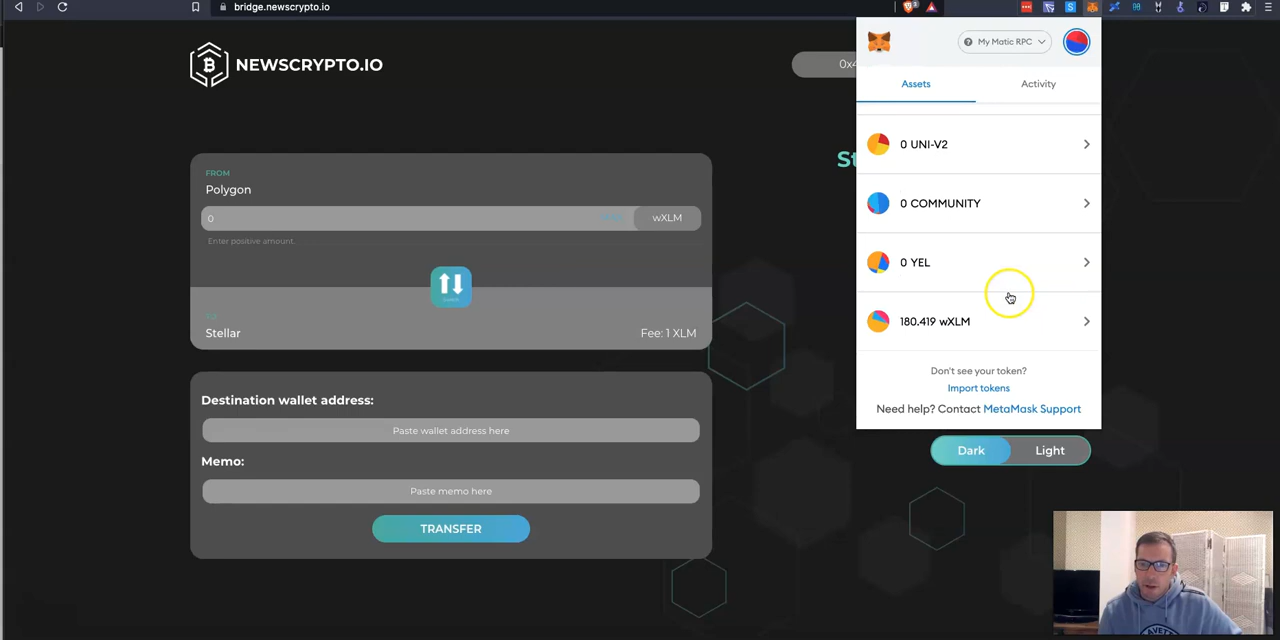 bridge.newscrypto.io
NEWSCRYPTO.IO
0x4
My Matic RPC
Assets
Activity
0 UNI-V2
0 COMMUNITY
0 YEL
180.419 wXLM
Don't see your token?
Import tokens
Need help? Contact MetaMask Support
St
FROM
Polygon
0
wXLM
Enter positive amount.
Stellar
Fee: 1 XLM
Destination wallet address:
Paste wallet address here
Memo:
Paste memo here
TRANSFER
Dark
Light